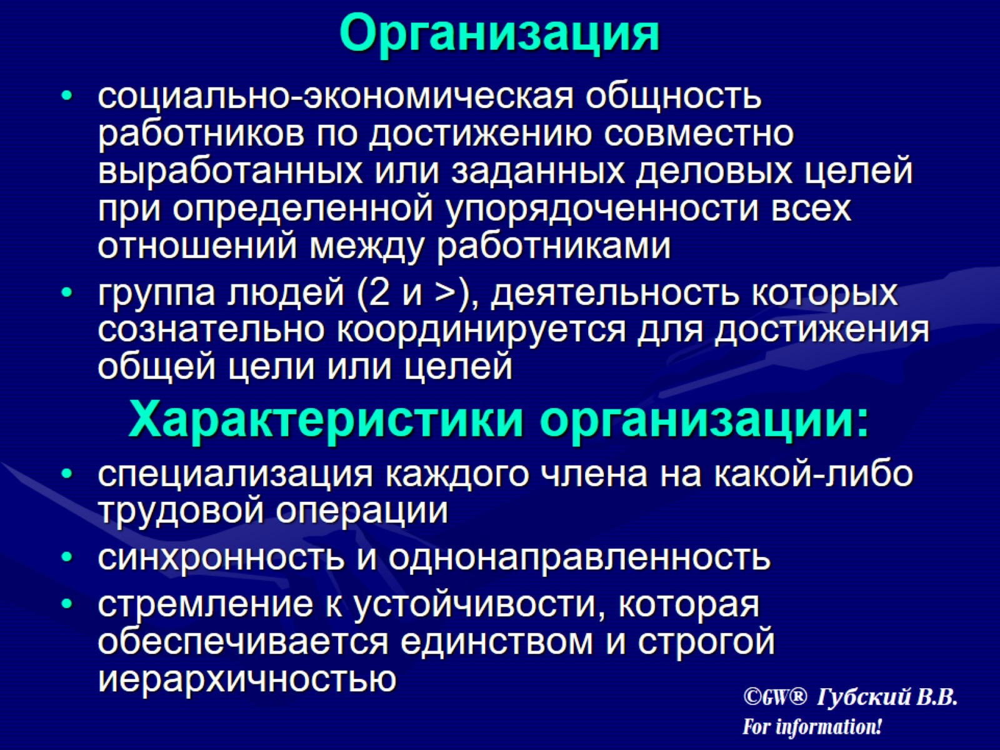 Организация
• социально-экономическая общность
работников по достижению совместно
выработанных или заданных деловых целей
при определенной упорядоченности всех
отношений между работниками
• группа людей (2 и >), деятельность которых
сознательно координируется для достижения
общей цели или целей
Характеристики организации:
• специализация каждого члена на какой-либо
трудовой операции
• синхронность и однонаправленность
• стремление к устойчивости, которая
обеспечивается единством и строгой
иерархичностью
©GW® Губский В.В.
For information!